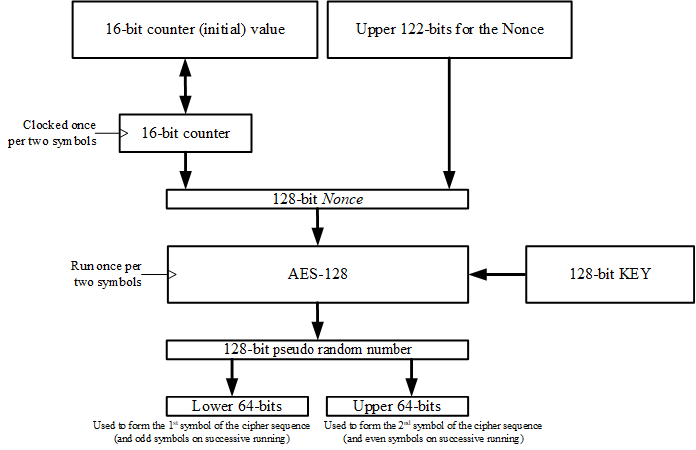 16-bit counter (initial) value
Upper 122-bits for the Nonce
Clocked once
per two symbols
16-bit counter
128-bit Nonce
Run once per
two symbols
AES-128
128-bit KEY
128-bit pseudo random number
Lower 64-bits
Upper 64-bits
Used to form the 1st symbol of the cipher sequence
(and odd symbols on successive running)
Used to form the 2nd symbol of the cipher sequence
(and even symbols on successive running)